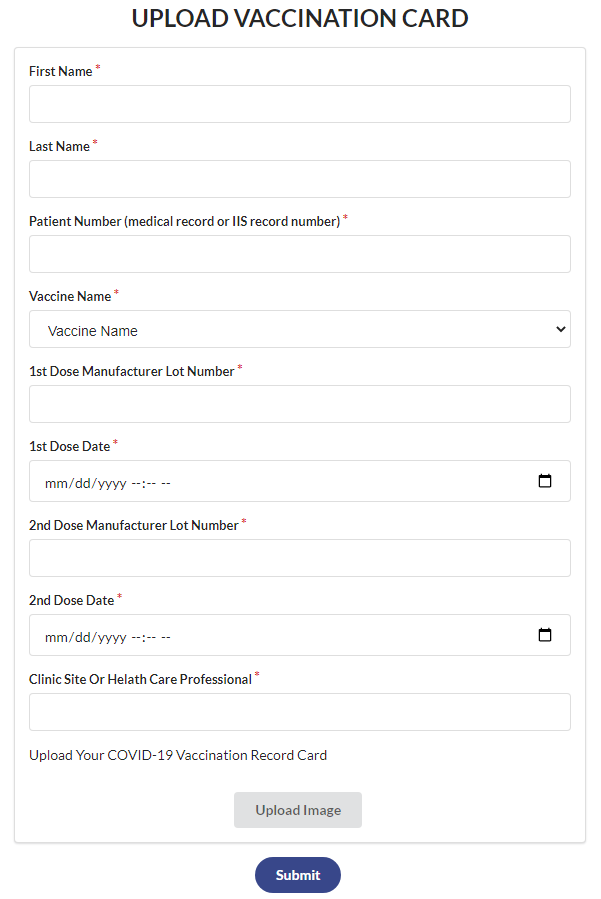 UPLOAD VACCINATION CARD
First Name *
Last Name *
Patient Number (medical record or IIS record number) *
Vaccine Name *
Vaccine Name
1st Dose Manufacturer Lot Number *
1st Dose Date *
mm/dd/yyyy --:-- --
2nd Dose Manufacturer Lot Number *
2nd Dose Date *
mm/dd/yyyy --:-- --
Clinic Site Or Helath Care Professional *
Upload Your COVID-19 Vaccination Record Card
Upload Image
Submit